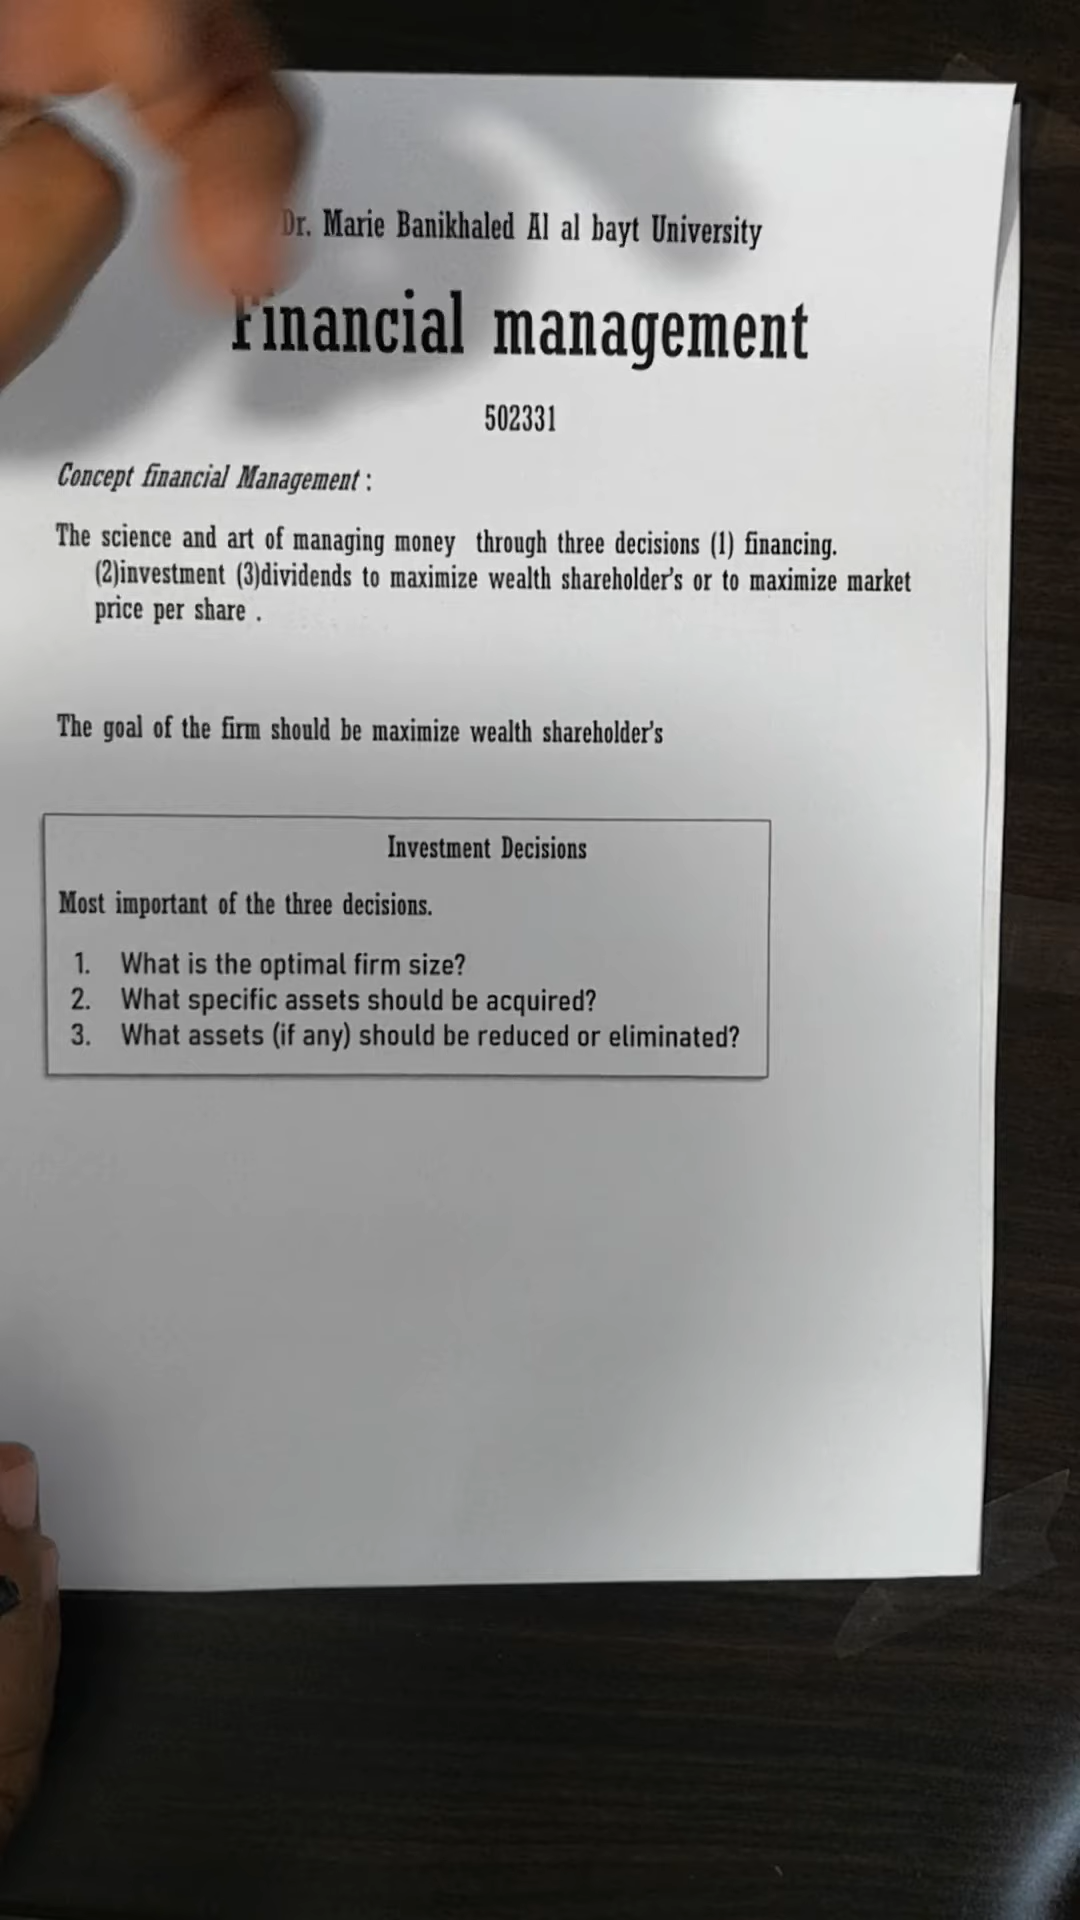 Dr. Marie Banikhaled Al al bayt University
Financial management
502331
Concept financial Management :
The science and art of managing money through three decisions (1) financing.
(2)investment (3)dividends to maximize wealth shareholder's or to maximize market
price per share .
The goal of the firm should be maximize wealth shareholder's
Investment Decisions
Most important of the three decisions.
1. What is the optimal firm size?
2. What specific assets should be acquired?
3. What assets (if any) should be reduced or eliminated?